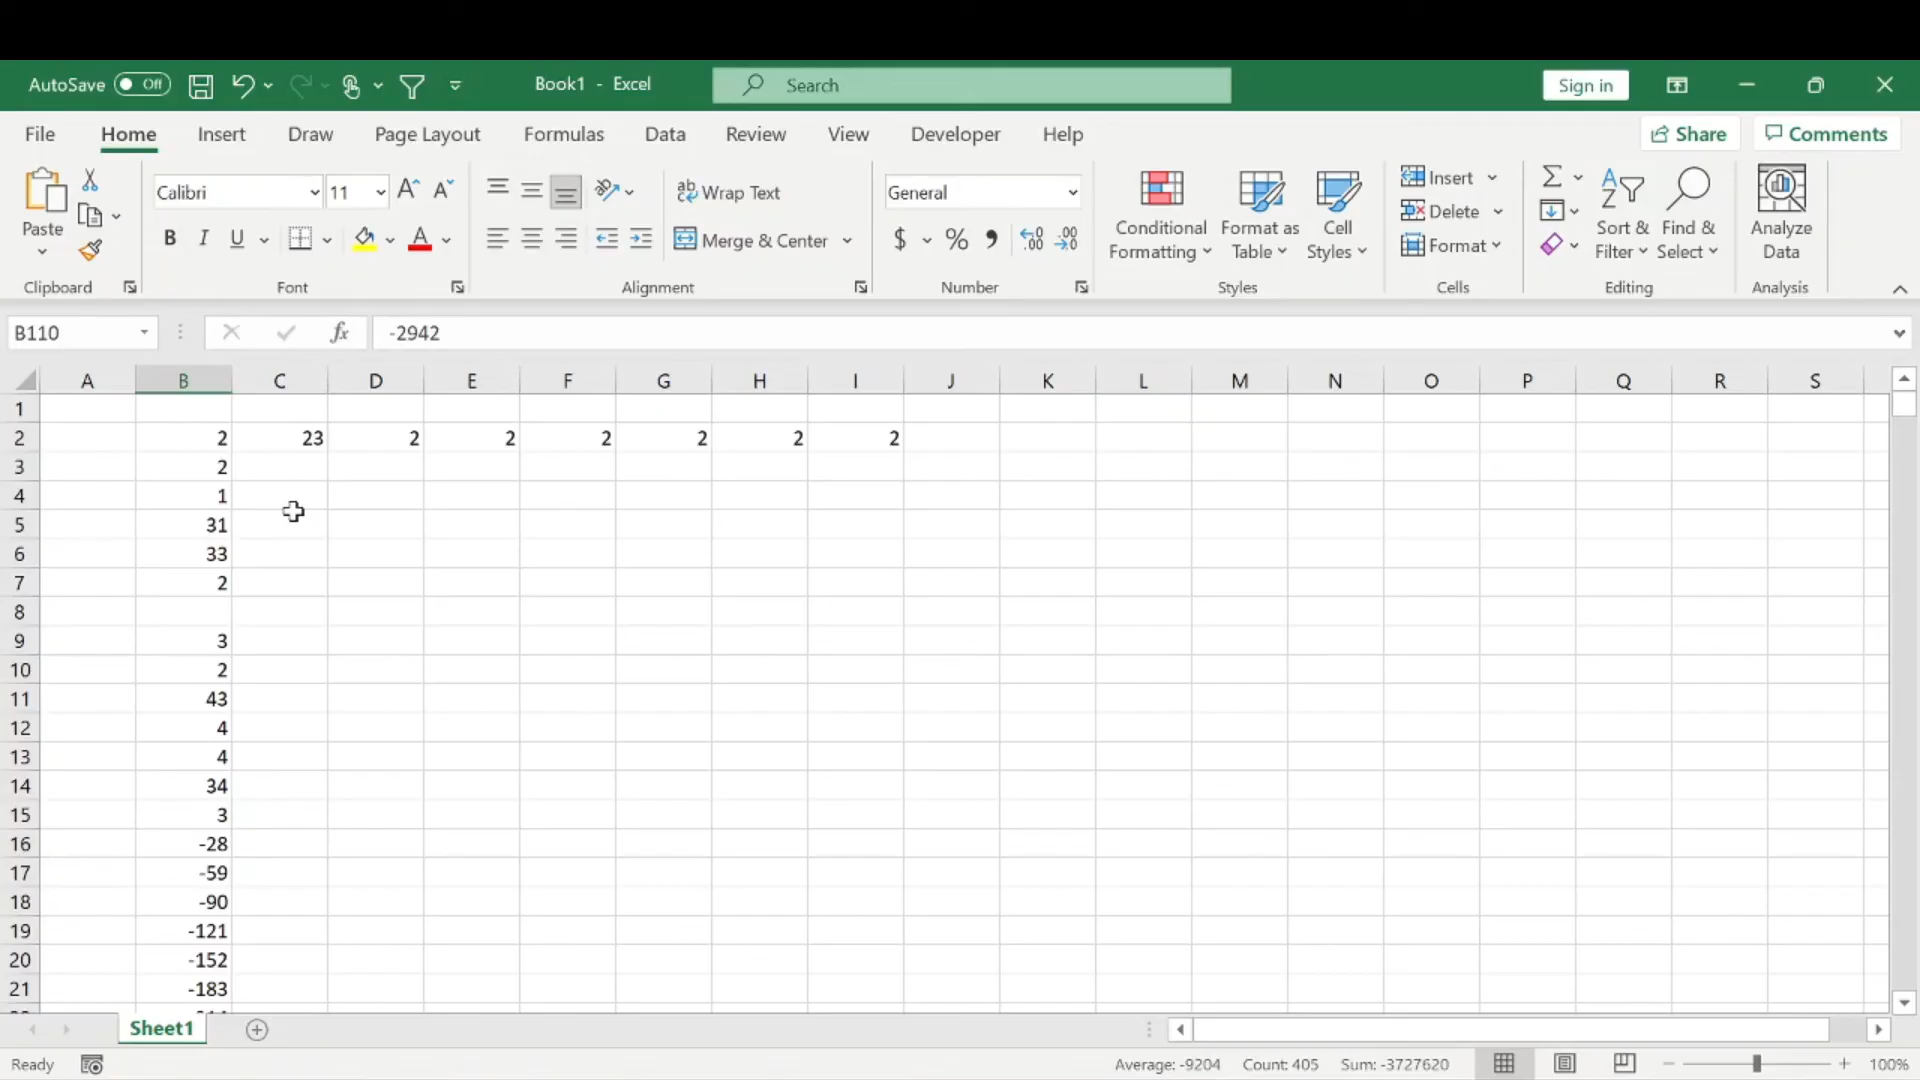 AutoSave Off Book1 - Excel Search Sign in
File Home Insert Draw Page Layout Formulas Data Review View Developer Help Share Comments
Paste Calibri 11 Wrap Text General Conditional Formatting Format as Table Cell Styles Insert Sort & Filter Find & Select Analyze Data
B I U Merge & Center $ % Delete
Format
Clipboard Font Alignment Number Styles Cells Editing Analysis
B110 fx -2942
A B C D E F G H I J K L M N O P Q R S
1
2 2 23 2 2 2 2 2 2
3 2
4 1
5 31
6 33
7 2
8
9 3
10 2
11 43
12 4
13 4
14 34
15 3
16 -28
17 -59
18 -90
19 -121
20 -152
21 -183
Sheet1
Ready Average: -9204 Count: 405 Sum: -3727620 100%